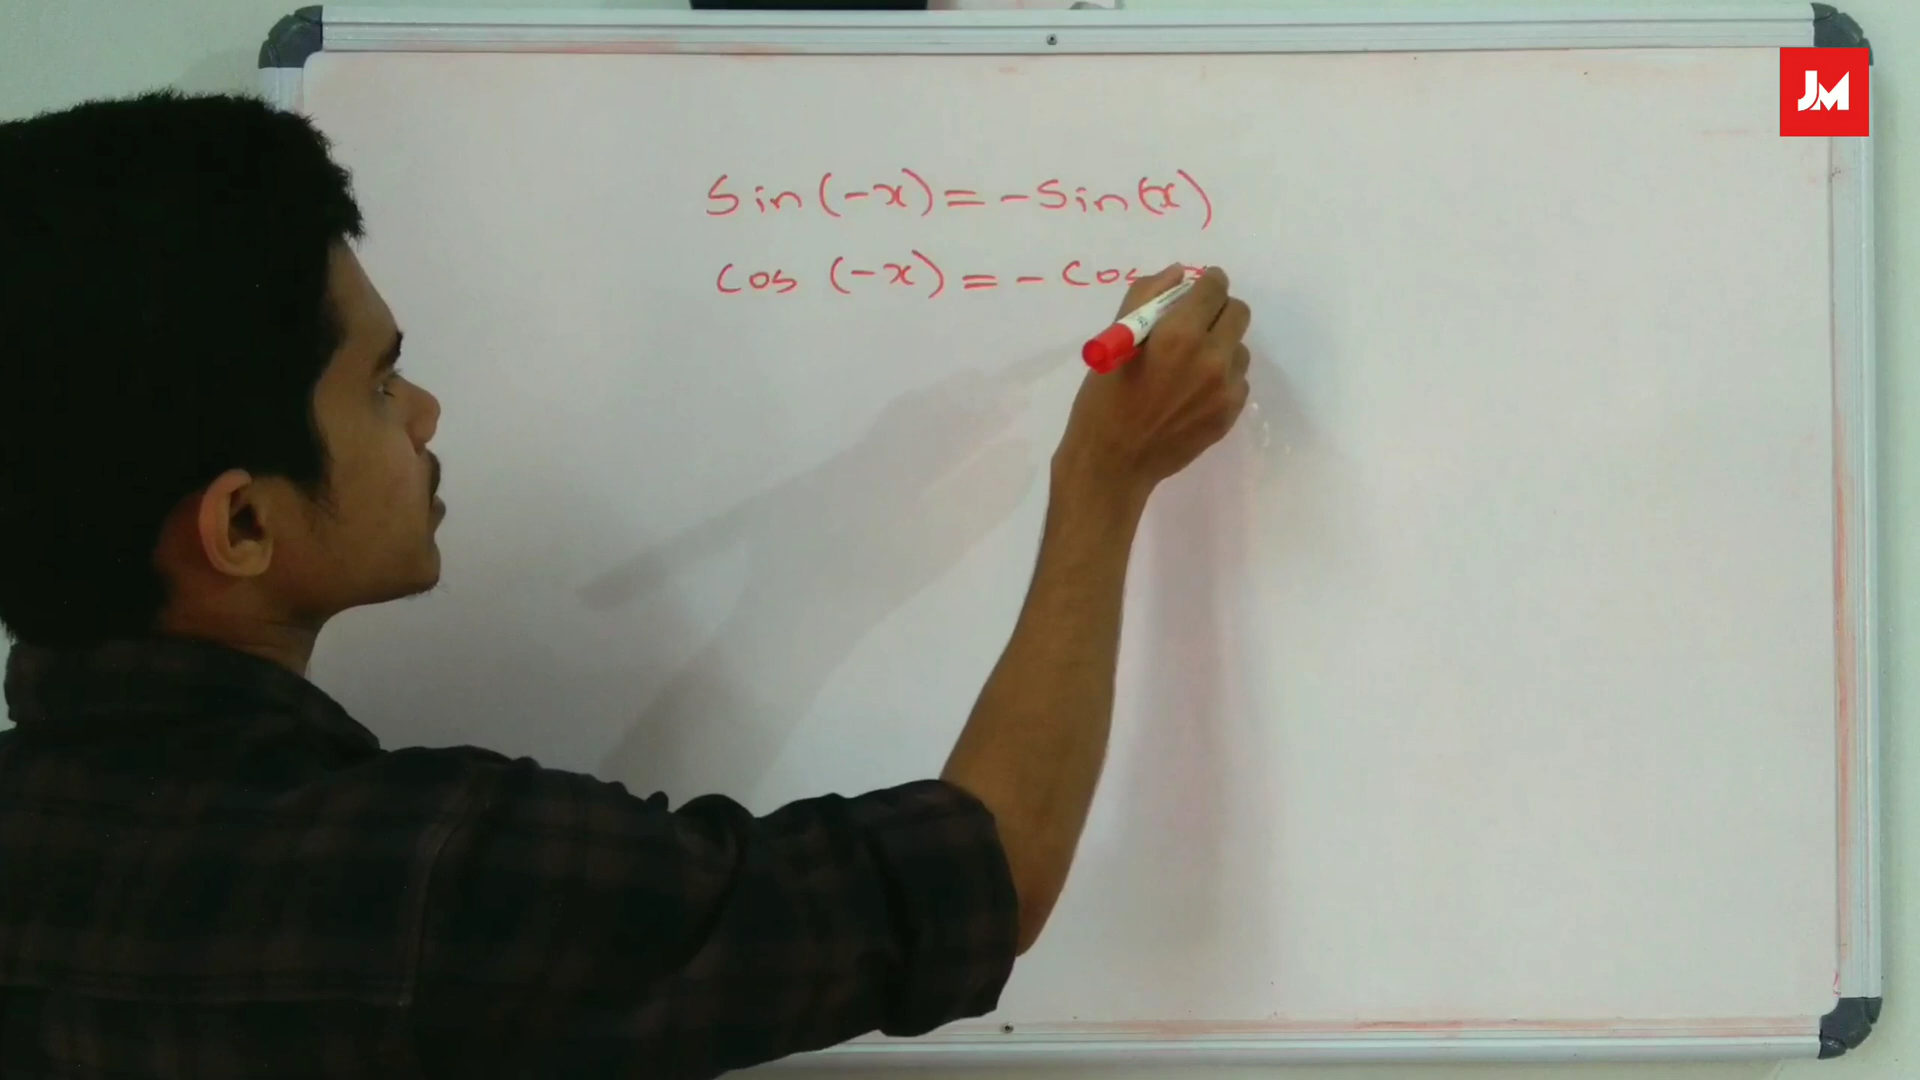 JM
Sin(-x) = -Sin(x)
Cos (-x) = - Cos